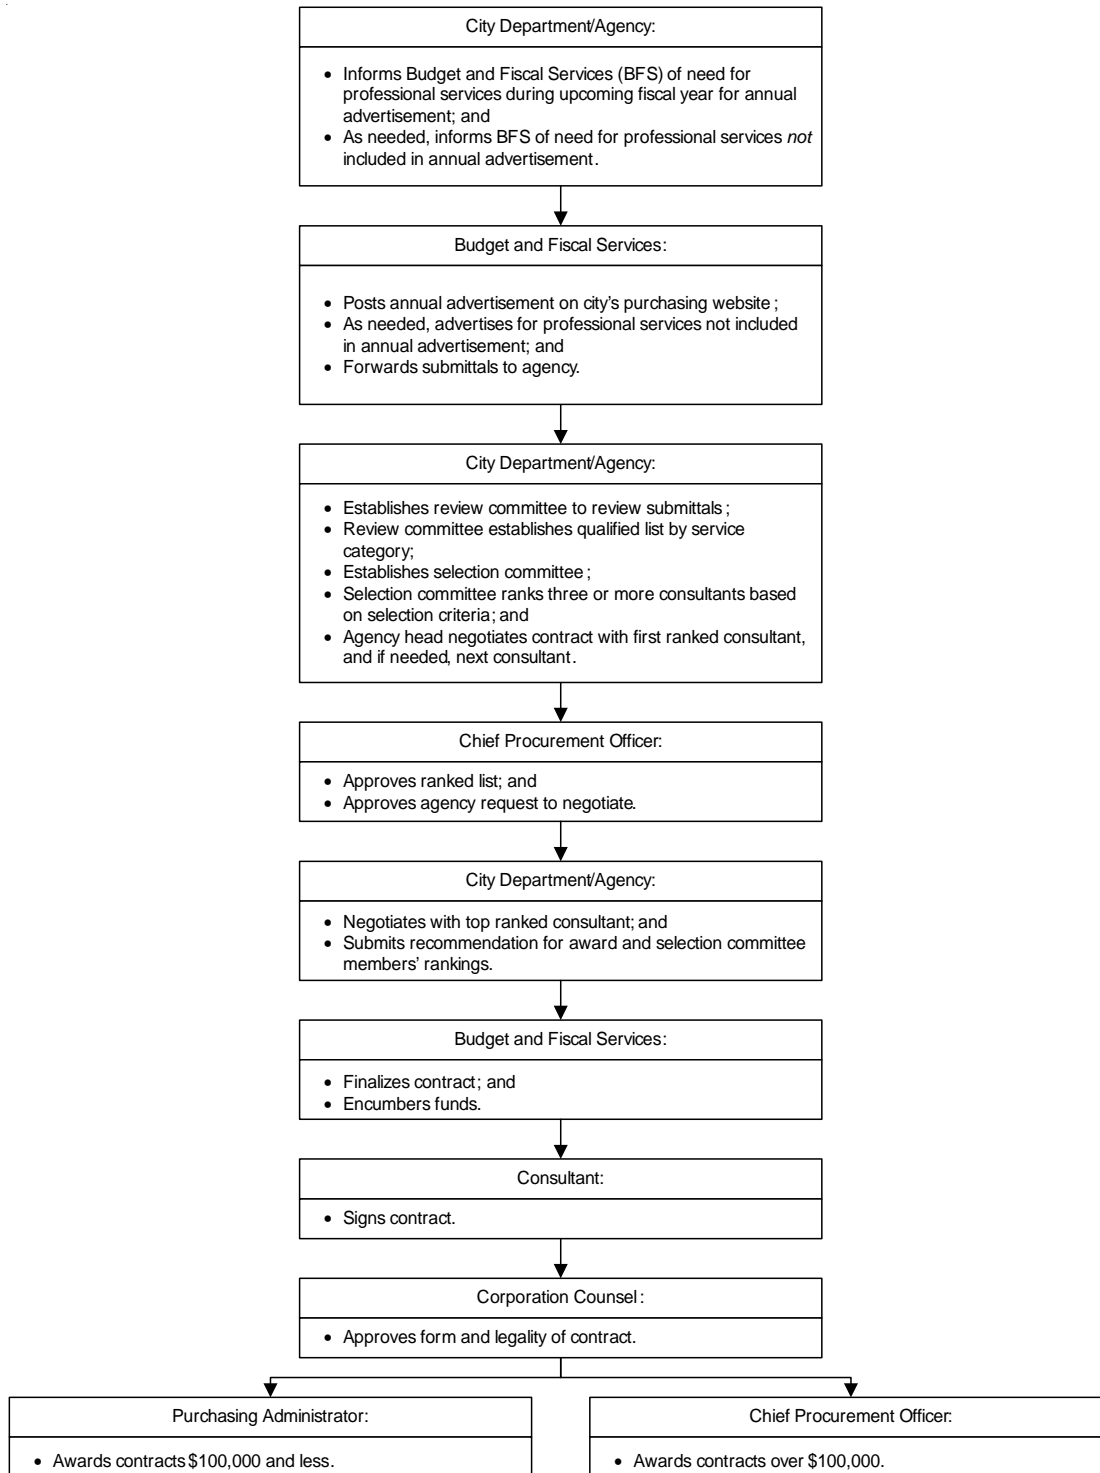 City Department/Agency:
• Informs Budget and Fiscal Services (BFS) of need for
professional services during upcoming fiscal year for annual
advertisement; and
• As needed, informs BFS of need for professional services not
included in annual advertisement.
Budget and Fiscal Services:
• Posts annual advertisement on city's purchasing website;
• As needed, advertises for professional services not included
in annual advertisement; and
• Forwards submittals to agency.
City Department/Agency:
• Establishes review committee to review submittals;
• Review committee establishes qualified list by service
category;
• Establishes selection committee;
• Selection committee ranks three or more consultants based
on selection criteria; and
• Agency head negotiates contract with first ranked consultant,
and if needed, next consultant.
Chief Procurement Officer:
• Approves ranked list; and
• Approves agency request to negotiate.
City Department/Agency:
• Negotiates with top ranked consultant; and
• Submits recommendation for award and selection committee
members' rankings.
Budget and Fiscal Services:
• Finalizes contract; and
• Encumbers funds.
Consultant:
• Signs contract.
Corporation Counsel:
• Approves form and legality of contract.
Purchasing Administrator:
• Awards contracts $100,000 and less.
Chief Procurement Officer:
• Awards contracts over $100,000.